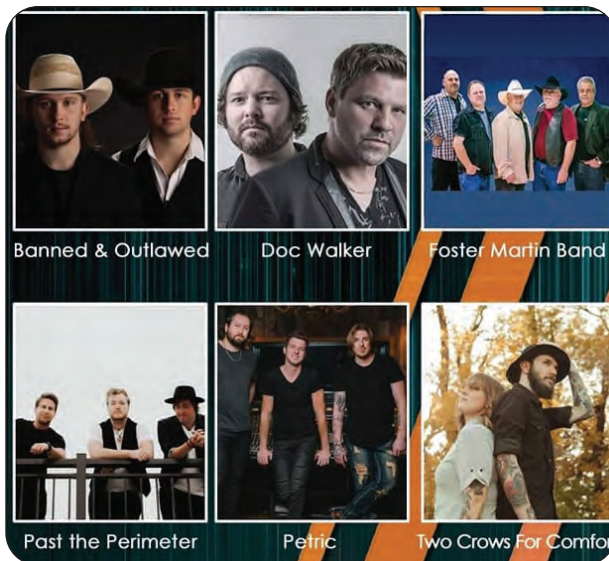 Banned & Outlawed
Doc Walker
Foster Martin Band
Past the Perimeter
Petric
Two Crows For Comfor